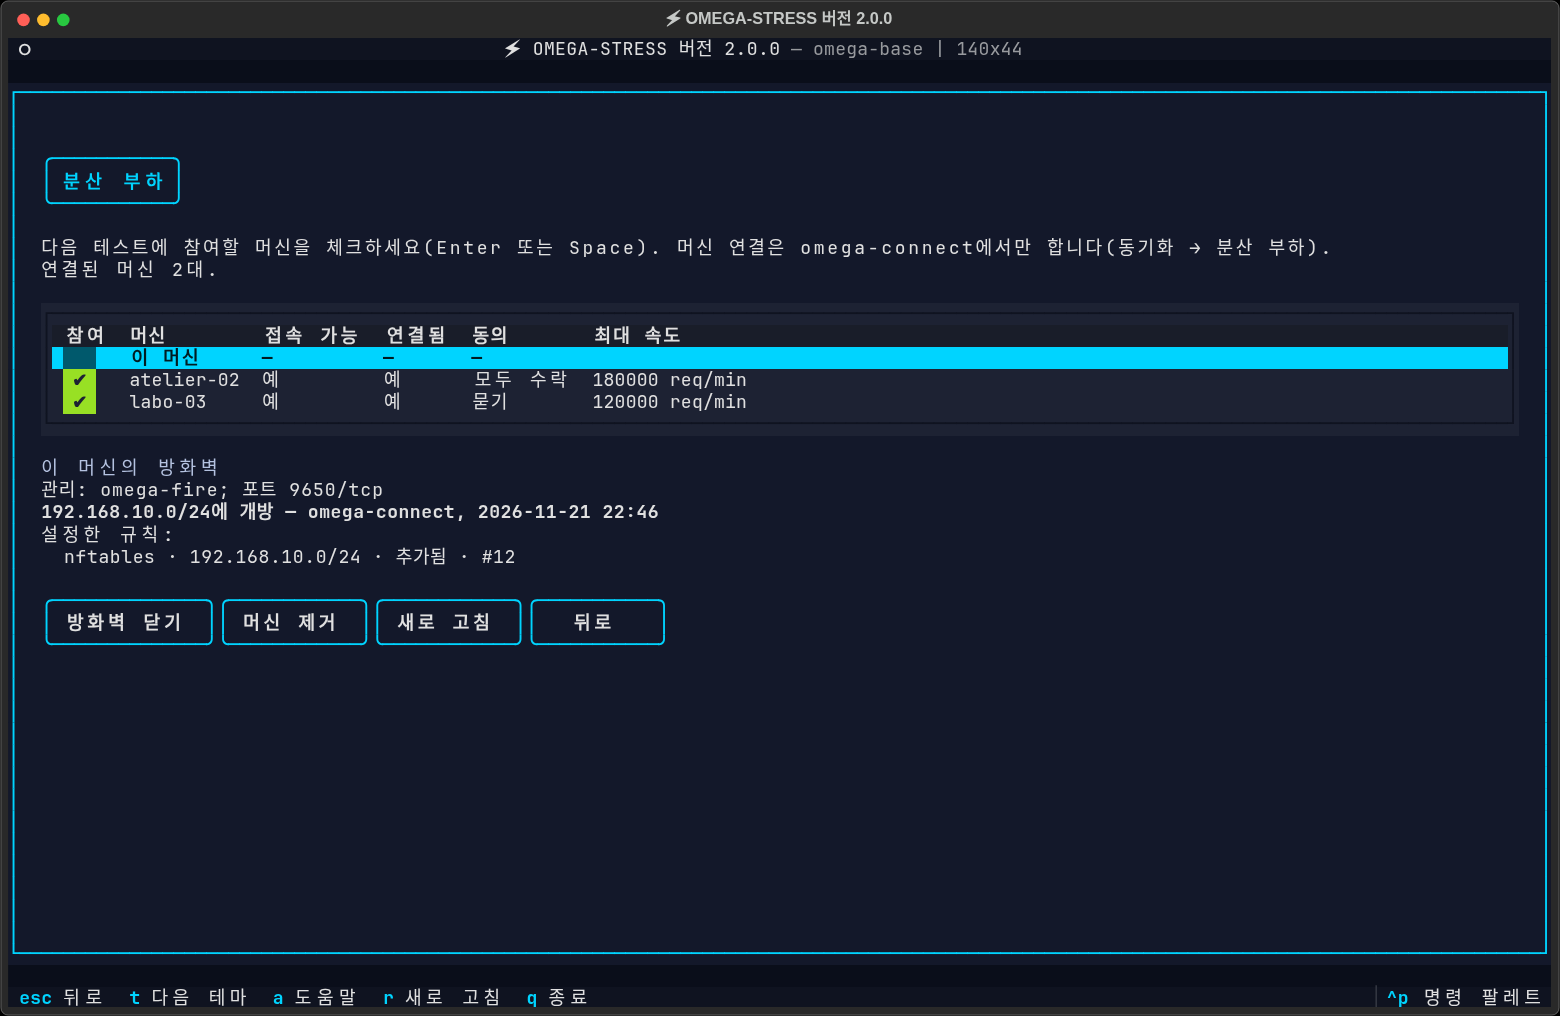 ⚡ OMEGA-STRESS 버전 2.0.0
⚡ OMEGA-STRESS 버전 2.0.0 — omega-base | 140x44
분산 부하
다음 테스트에 참여할 머신을 체크하세요(Enter 또는 Space). 머신 연결은 omega-connect에서만 합니다(동기화 → 분산 부하).
연결된 머신 2대.
참여 머신 접속 가능 연결됨 동의 최대 속도
이 머신 — — —
✔ atelier-02 예 예 모두 수락 180000 req/min
✔ labo-03 예 예 묻기 120000 req/min
이 머신의 방화벽
관리: omega-fire; 포트 9650/tcp
192.168.10.0/24에 개방 — omega-connect, 2026-11-21 22:46
설정한 규칙:
nftables · 192.168.10.0/24 · 추가됨 · #12
방화벽 닫기 머신 제거 새로 고침 뒤로
esc 뒤로 t 다음 테마 a 도움말 r 새로 고침 q 종료 ^p 명령 팔레트